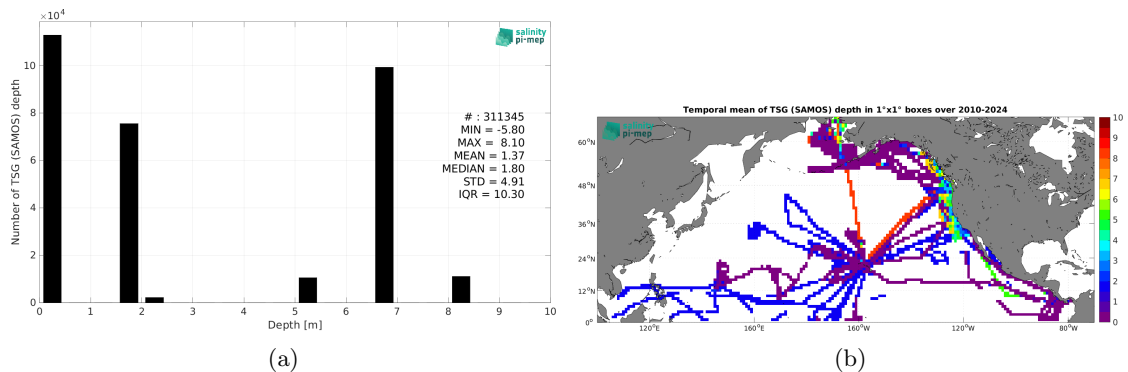 ×10⁴
10
8
6
4
2
0
Number of TSG (SAMOS) depth
0 1 2 3 4 5 6 7 8 9 10
Depth [m]
salinity
pi-mep
# : 311345
MIN = -5.80
MAX = 8.10
MEAN = 1.37
MEDIAN = 1.80
STD = 4.91
IQR = 10.30
(a)
Temporal mean of TSG (SAMOS) depth in 1°x1° boxes over 2010-2024
salinity
pi-mep
60°N
48°N
36°N
24°N
12°N
0°
120°E 160°E 160°W 120°W 80°W
10
9
8
7
6
5
4
3
2
1
0
(b)